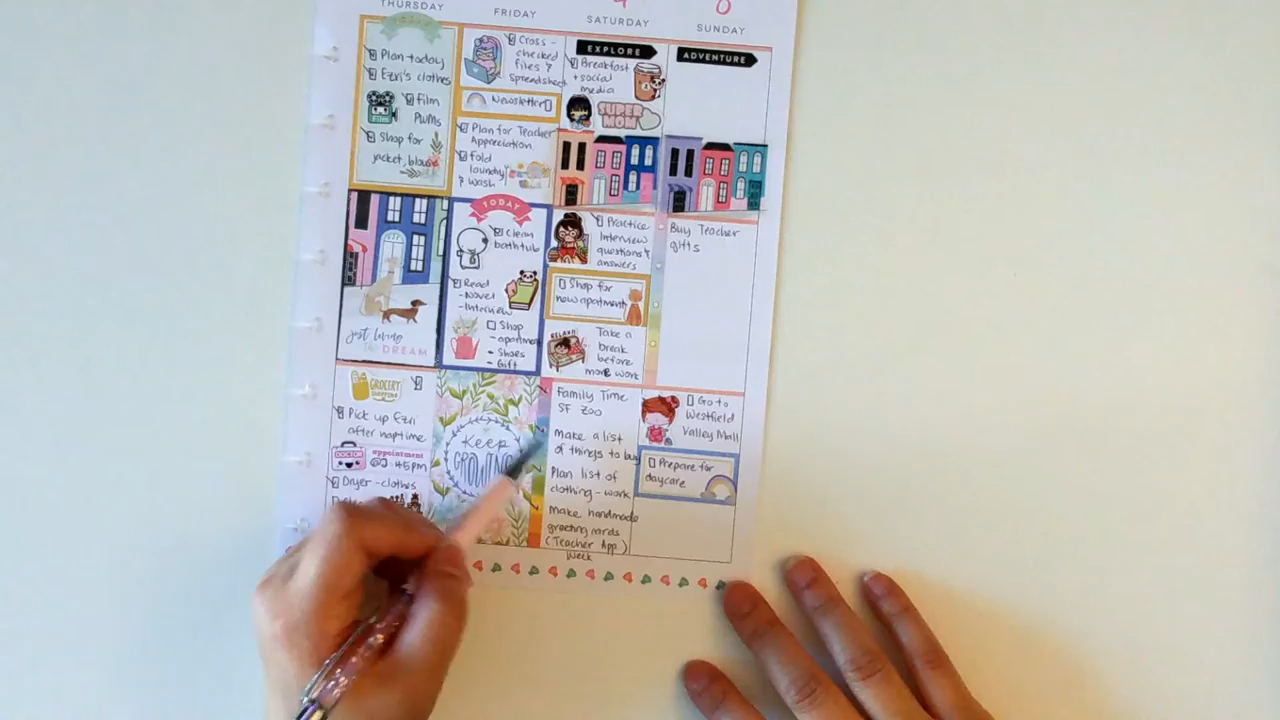 THURSDAY
FRIDAY
SATURDAY
SUNDAY
Plan today
Ezri's clothes
film
film
PWMs
Shop for
jacket, blouse
Cross-
checked
files &
Spreadsheet
Newsletter
Plan for Teacher
Appreciation
fold
laundry
& wash
EXPLORE
Breakfast
+ social
media
SUPER
MOM
ADVENTURE
just living
the DREAM
TODAY
Clean
bathtub
Read
-Novel
-Interview
Shop
-apartment
-Shoes
-Gift
Practice
Interview
questions &
answers
Shop for
new apartment
RELAX
Take a
break
before
more work
Buy Teacher
gifts
GROCERY
Pick up Ezri
after naptime
appointment
@ 4:45pm
Dryer -clothes
Keep
GROWING
Family Time
SF Zoo
Make a list
of things to buy
Plan list of
clothing - work
Make handmade
greeting cards
(Teacher App)
Week
Go to
Westfield
Valley Mall
Prepare for
daycare